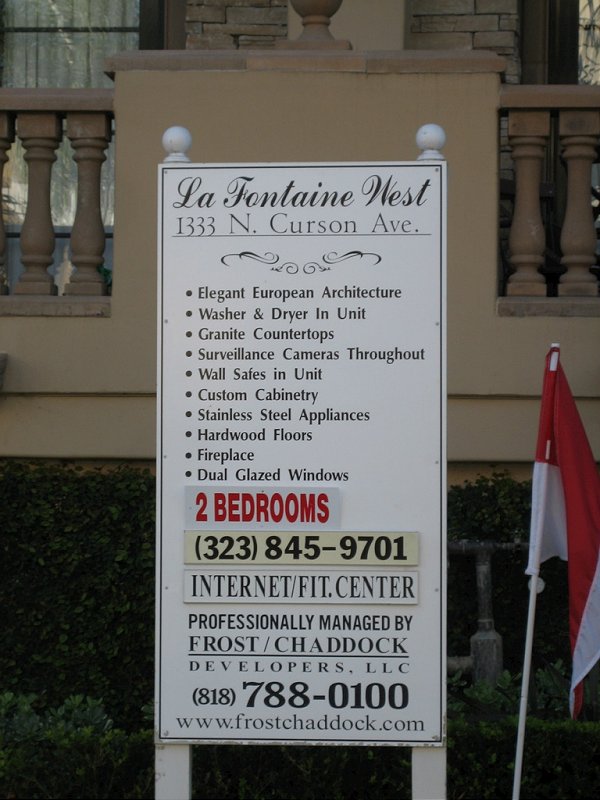 La Fontaine West
1333 N. Curson Ave.
• Elegant European Architecture
• Washer & Dryer In Unit
• Granite Countertops
• Surveillance Cameras Throughout
• Wall Safes in Unit
• Custom Cabinetry
• Stainless Steel Appliances
• Hardwood Floors
• Fireplace
• Dual Glazed Windows
2 BEDROOMS
(323) 845-9701
INTERNET/FIT.CENTER
PROFESSIONALLY MANAGED BY
FROST/CHADDOCK
DEVELOPERS, LLC
(818) 788-0100
www.frostchaddock.com